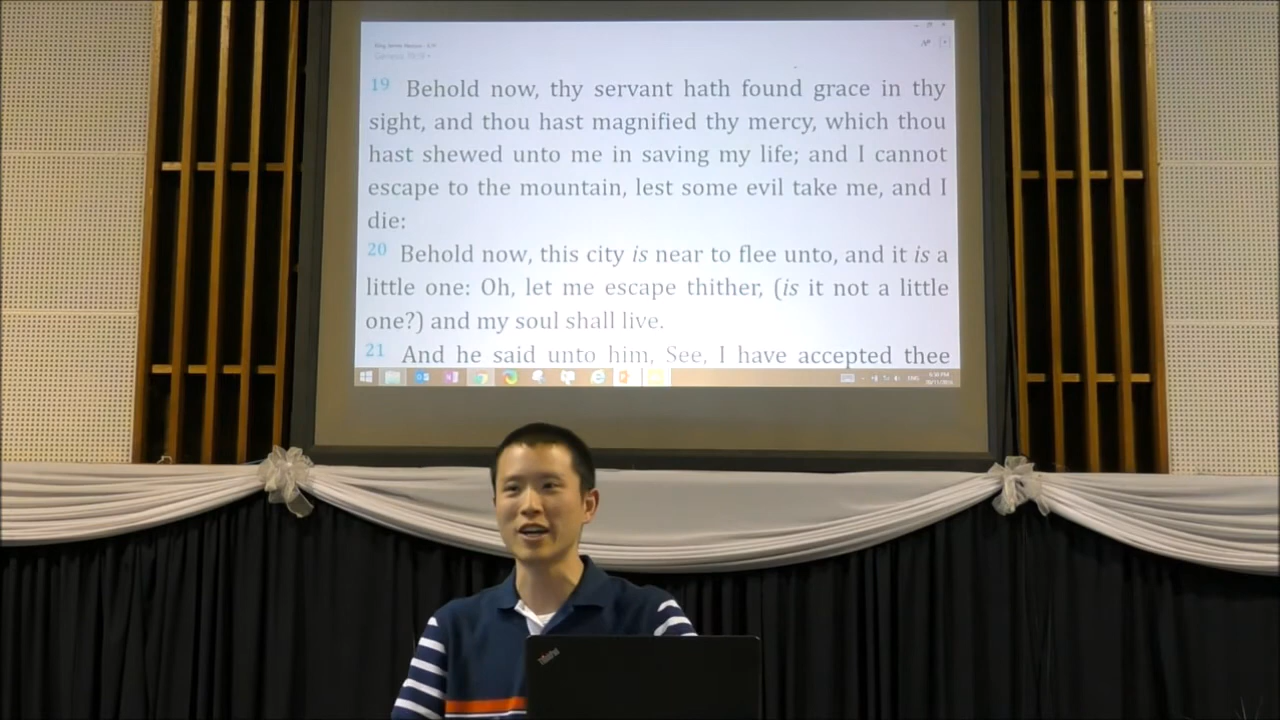 19 Behold now, thy servant hath found grace in thy
sight, and thou hast magnified thy mercy, which thou
hast shewed unto me in saving my life; and I cannot
escape to the mountain, lest some evil take me, and I
die:
20 Behold now, this city is near to flee unto, and it is a
little one: Oh, let me escape thither, (is it not a little
one?) and my soul shall live.
21 And he said unto him, See, I have accepted thee
ENG
ThinkPad